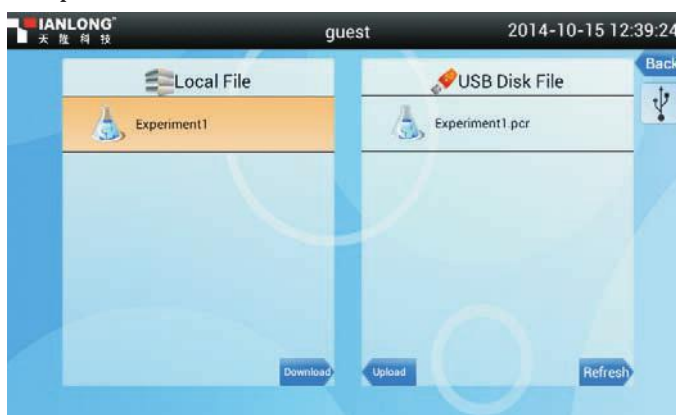 TIANLONG™
天隆科技
guest
2014-10-15 12:39:24
Back
Local File
USB Disk File
Experiment1
Experiment1.pcr
Download
Upload
Refresh